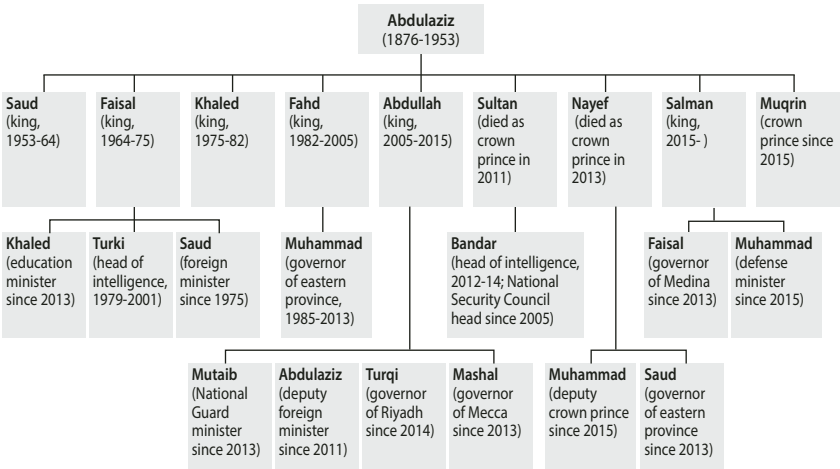 Abdulaziz
(1876-1953)
Saud
(king,
1953-64)
Faisal
(king,
1964-75)
Khaled
(king,
1975-82)
Fahd
(king,
1982-2005)
Abdullah
(king,
2005-2015)
Sultan
(died as
crown
prince in
2011)
Nayef
(died as
crown
prince in
2013)
Salman
(king,
2015- )
Muqrin
(crown
prince since
2015)
Khaled
(education
minister
since 2013)
Turki
(head of
intelligence,
1979-2001)
Saud
(foreign
minister
since 1975)
Muhammad
(governor
of eastern
province,
1985-2013)
Bandar
(head of intelligence,
2012-14; National
Security Council
head since 2005)
Faisal
(governor
of Medina
since 2013)
Muhammad
(defense
minister
since 2015)
Mutaib
(National
Guard
minister
since 2013)
Abdulaziz
(deputy
foreign
minister
since 2011)
Turqi
(governor
of Riyadh
since 2014)
Mashal
(governor
of Mecca
since 2013)
Muhammad
(deputy
crown prince
since 2015)
Saud
(governor
of eastern
province
since 2013)